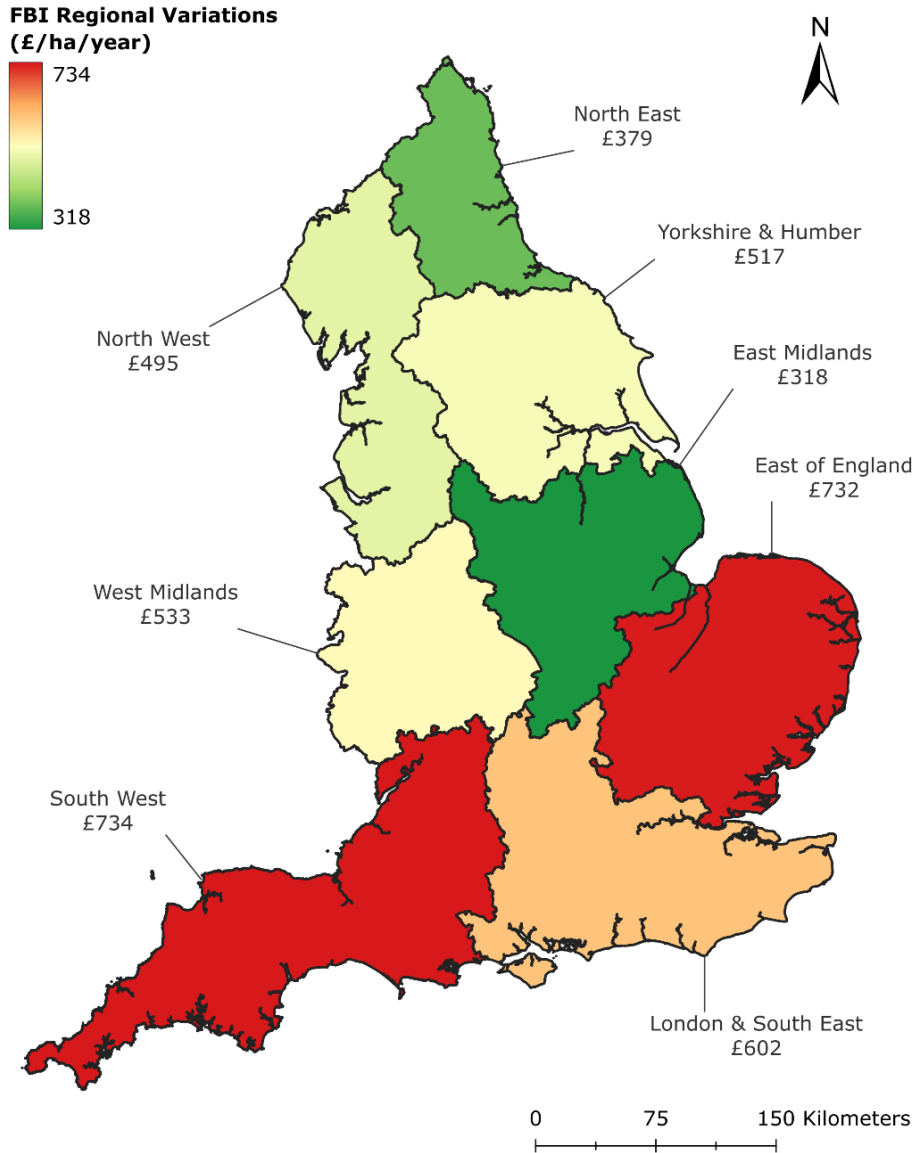 FBI Regional Variations
(£/ha/year)
734
318
N
North East
£379
Yorkshire & Humber
£517
North West
£495
East Midlands
£318
East of England
£732
West Midlands
£533
South West
£734
London & South East
£602
0 75 150 Kilometers